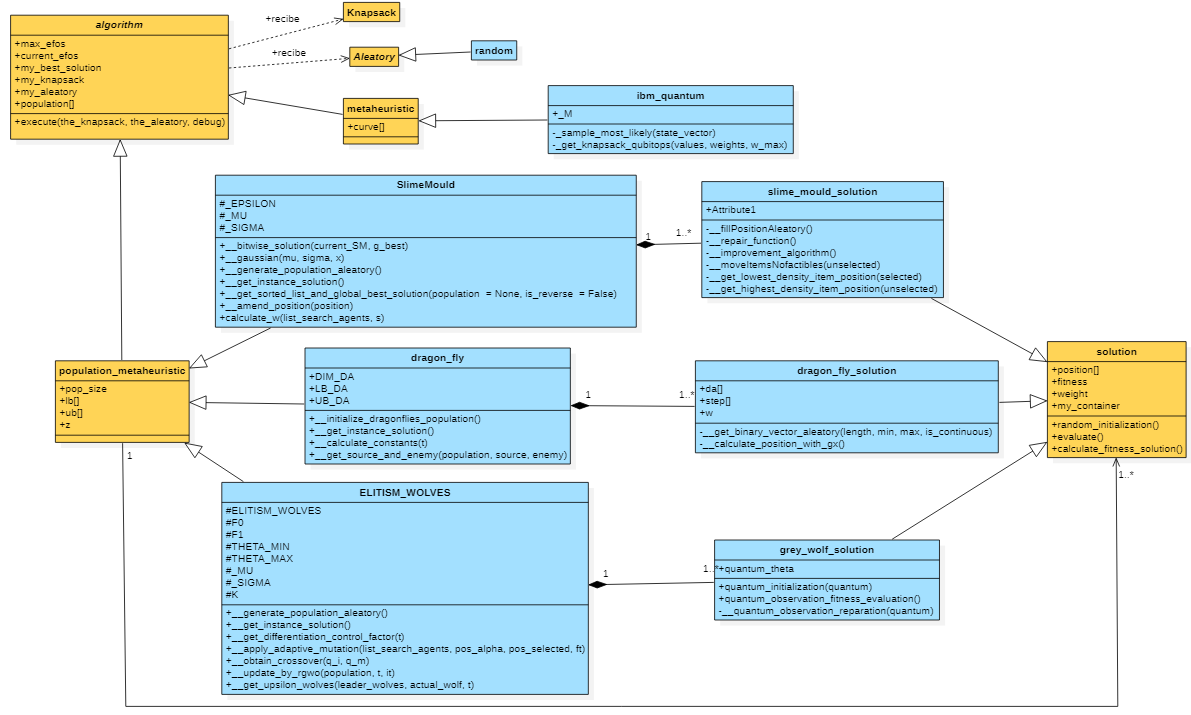 algorithm
+max_efos
+current_efos
+my_best_solution
+my_knapsack
+my_aleatory
+population[]
+execute(the_knapsack, the_aleatory, debug)
+recibe
Knapsack
+recibe
Aleatory
random
metaheuristic
+curve[]
ibm_quantum
+_M
-_sample_most_likely(state_vector)
-_get_knapsack_qubitops(values, weights, w_max)
SlimeMould
#_EPSILON
#_MU
#_SIGMA
+__bitwise_solution(current_SM, g_best)
+__gaussian(mu, sigma, x)
+__generate_population_aleatory()
+__get_instance_solution()
+__get_sorted_list_and_global_best_solution(population = None, is_reverse = False)
+__amend_position(position)
+calculate_w(list_search_agents, s)
1
1..*
slime_mould_solution
+Attribute1
-__fillPositionAleatory()
-__repair_function()
-__improvement_algorithm()
-__moveItemsNofactibles(unselected)
-__get_lowest_density_item_position(selected)
-__get_highest_density_item_position(unselected)
population_metaheuristic
+pop_size
+lb[]
+ub[]
+z
1
dragon_fly
+DIM_DA
+LB_DA
+UB_DA
+__initialize_dragonflies_population()
+__get_instance_solution()
+__calculate_constants(t)
+__get_source_and_enemy(population, source, enemy)
1
1..*
dragon_fly_solution
+da[]
+step[]
+w
-__get_binary_vector_aleatory(length, min, max, is_continuous)
-__calculate_position_with_gx()
solution
+position[]
+fitness
+weight
+my_container
+random_initialization()
+evaluate()
+calculate_fitness_solution()
1..*
ELITISM_WOLVES
#ELITISM_WOLVES
#F0
#F1
#THETA_MIN
#THETA_MAX
#_MU
#_SIGMA
#K
+__generate_population_aleatory()
+__get_instance_solution()
+__get_differentiation_control_factor(t)
+__apply_adaptive_mutation(list_search_agents, pos_alpha, pos_selected, ft)
+__obtain_crossover(q_i, q_m)
+__update_by_rgwo(population, t, it)
+__get_upsilon_wolves(leader_wolves, actual_wolf, t)
1
1..*
grey_wolf_solution
+quantum_theta
+quantum_initialization(quantum)
+quantum_observation_fitness_evaluation()
-__quantum_observation_reparation(quantum)